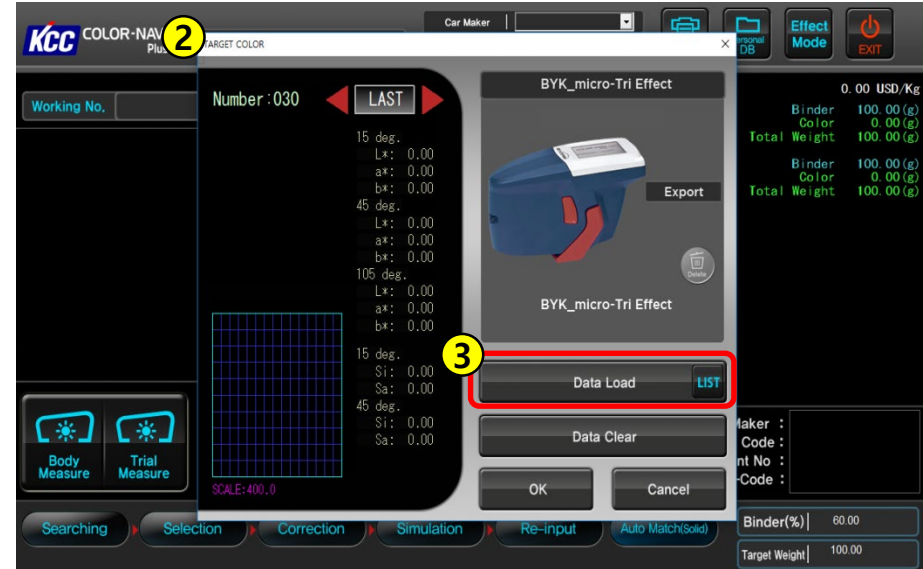 KCC COLOR-NAV
Plus
2
Car Maker
Personal
DB
Effect
Mode
EXIT
TARGET COLOR
Working No.
Number:030
LAST
15 deg.
L*: 0.00
a*: 0.00
b*: 0.00
45 deg.
L*: 0.00
a*: 0.00
b*: 0.00
105 deg.
L*: 0.00
a*: 0.00
b*: 0.00
15 deg.
Si: 0.00
Sa: 0.00
45 deg.
Si: 0.00
Sa: 0.00
SCALE:400.0
BYK_micro-Tri Effect
Export
Delete
BYK_micro-Tri Effect
3
Data Load LIST
Data Clear
OK Cancel
0.00 USD/Kg
Binder 100.00(g)
Color 0.00(g)
Total Weight 100.00(g)
Binder 100.00(g)
Color 0.00(g)
Total Weight 100.00(g)
Body
Measure
Trial
Measure
Maker :
Code :
nt No :
-Code :
Searching Selection Correction Simulation Re-input Auto Match(Solid)
Binder(%) 60.00
Target Weight 100.00